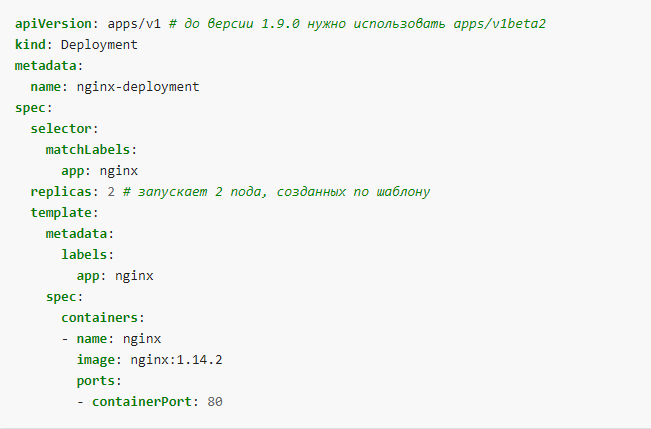 apiVersion: apps/v1 # до версии 1.9.0 нужно использовать apps/v1beta2
kind: Deployment
metadata:
  name: nginx-deployment
spec:
  selector:
    matchLabels:
      app: nginx
  replicas: 2 # запускает 2 пода, созданных по шаблону
  template:
    metadata:
      labels:
        app: nginx
    spec:
      containers:
      - name: nginx
        image: nginx:1.14.2
        ports:
        - containerPort: 80